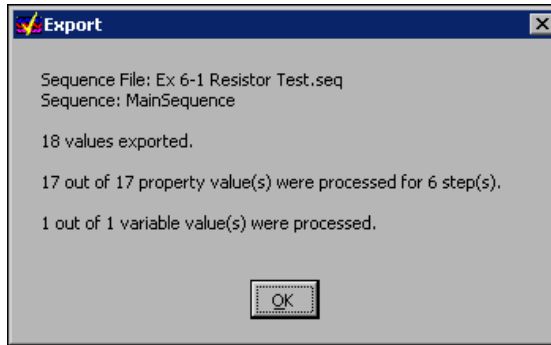 Export
Sequence File: Ex 6-1 Resistor Test.seq
Sequence: MainSequence
18 values exported.
17 out of 17 property value(s) were processed for 6 step(s).
1 out of 1 variable value(s) were processed.
OK